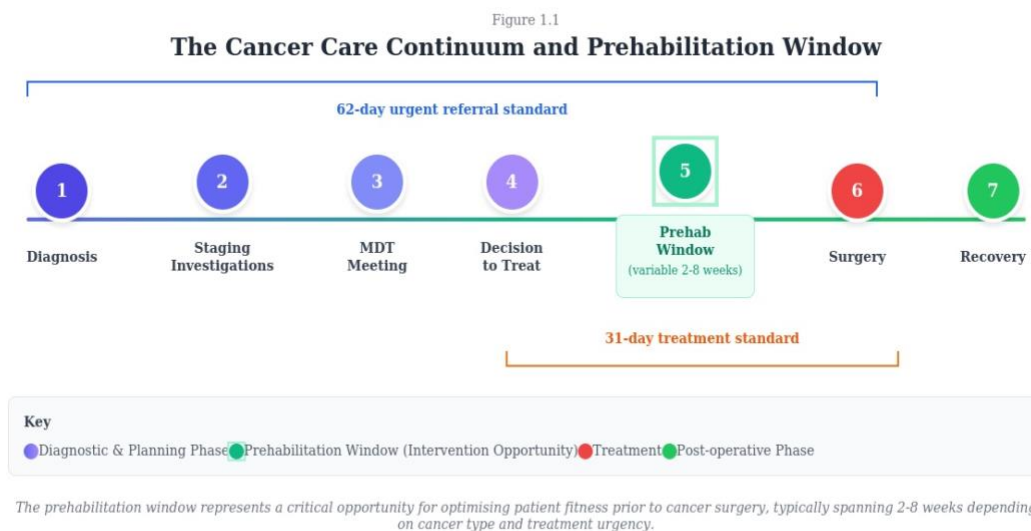 Figure 1.1
The Cancer Care Continuum and Prehabilitation Window
62-day urgent referral standard
1
2
3
4
5
6
7
Diagnosis
Staging
Investigations
MDT
Meeting
Decision
to Treat
Prehab
Window
(variable 2-8 weeks)
Surgery
Recovery
31-day treatment standard
Key
Diagnostic & Planning Phase
Prehabilitation Window (Intervention Opportunity)
Treatment
Post-operative Phase
The prehabilitation window represents a critical opportunity for optimising patient fitness prior to cancer surgery, typically spanning 2-8 weeks depending
on cancer type and treatment urgency.